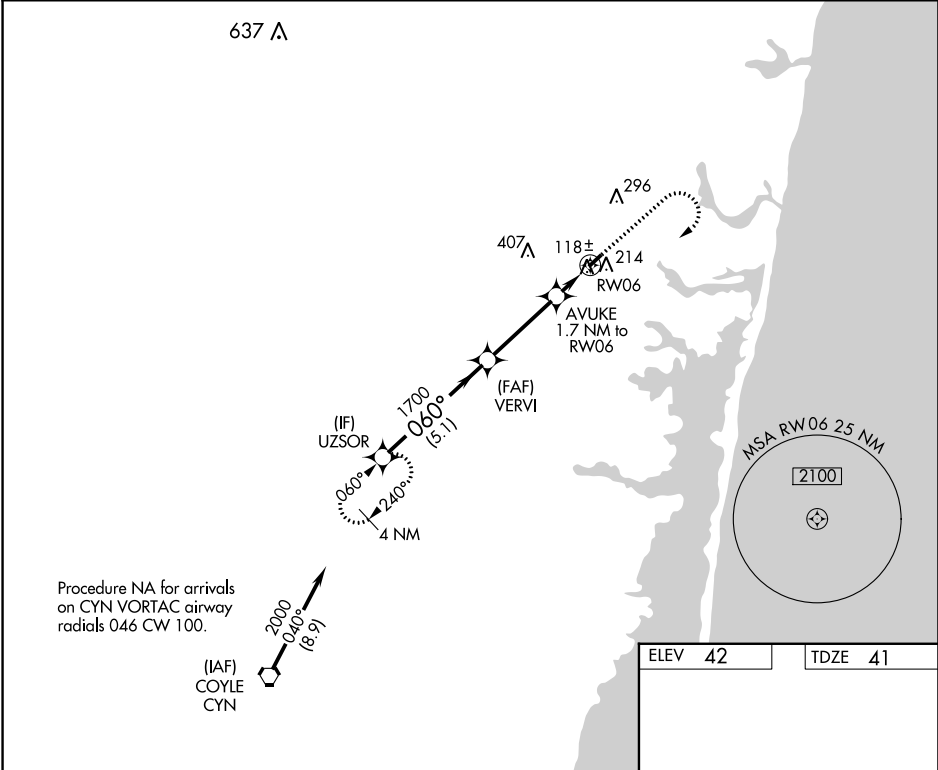 637
296
407
118±
214
RW06
AVUKE
1.7 NM to
RW06
(FAF)
VERVI
1700
060°
(5.1)
(IF)
UZSOR
060°
240°
4 NM
MSA RW06 25 NM
2100
Procedure NA for arrivals
on CYN VORTAC airway
radials 046 CW 100.
2000
040°
(8.9)
(IAF)
COYLE
CYN
ELEV 42
TDZE 41